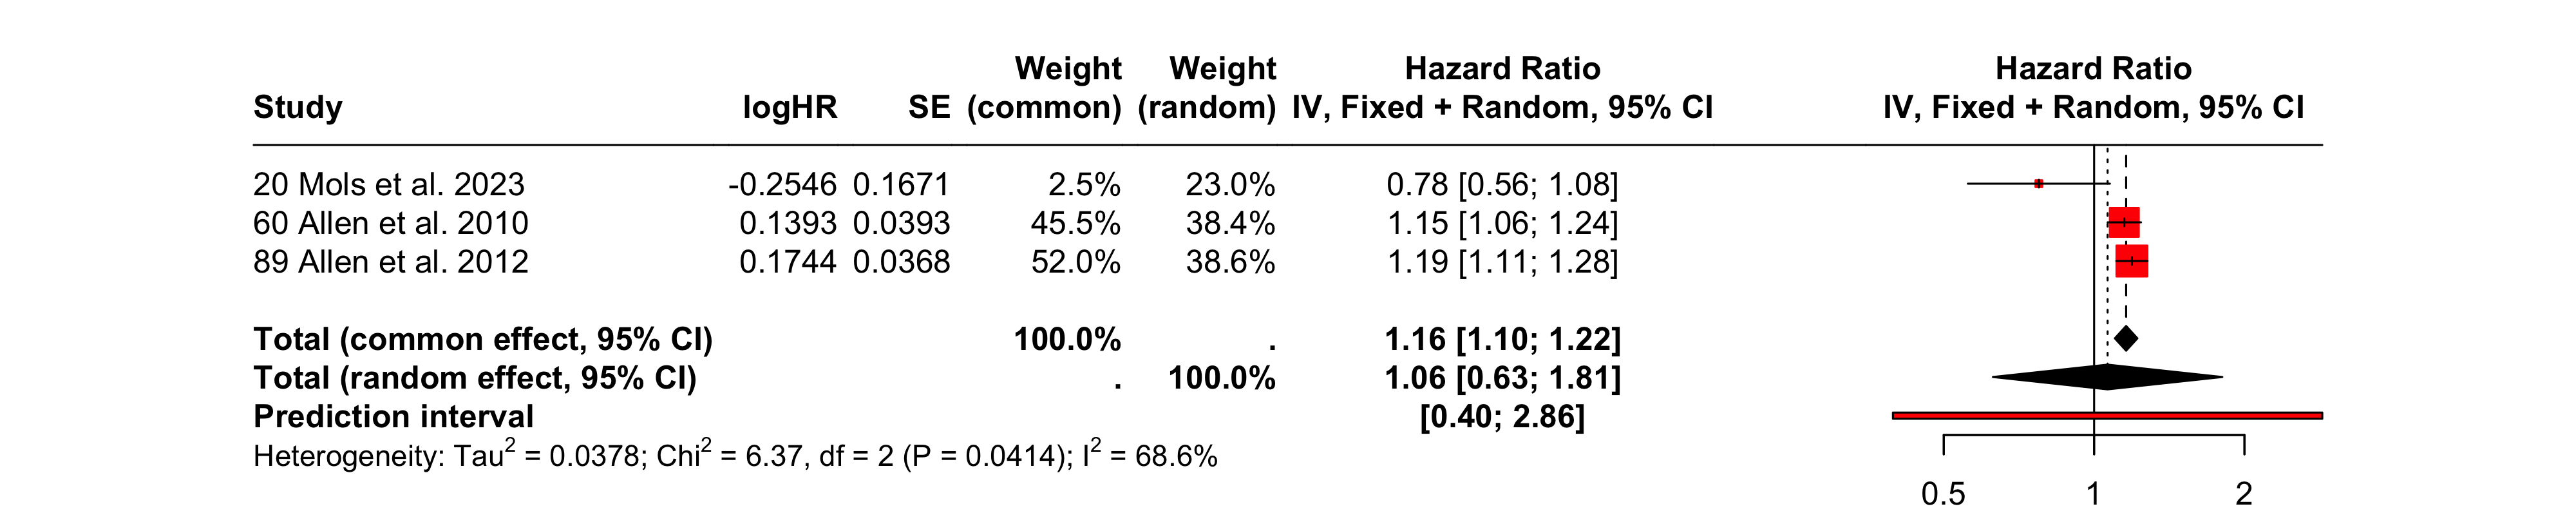 Weight Weight Hazard Ratio Hazard Ratio
Study logHR SE (common) (random) IV, Fixed + Random, 95% CI IV, Fixed + Random, 95% CI
20 Mols et al. 2023 -0.2546 0.1671 2.5% 23.0% 0.78 [0.56; 1.08]
60 Allen et al. 2010 0.1393 0.0393 45.5% 38.4% 1.15 [1.06; 1.24]
89 Allen et al. 2012 0.1744 0.0368 52.0% 38.6% 1.19 [1.11; 1.28]
Total (common effect, 95% CI) 100.0% . 1.16 [1.10; 1.22]
Total (random effect, 95% CI) . 100.0% 1.06 [0.63; 1.81]
Prediction interval [0.40; 2.86]
Heterogeneity: Tau² = 0.0378; Chi² = 6.37, df = 2 (P = 0.0414); I² = 68.6%
0.5 1 2